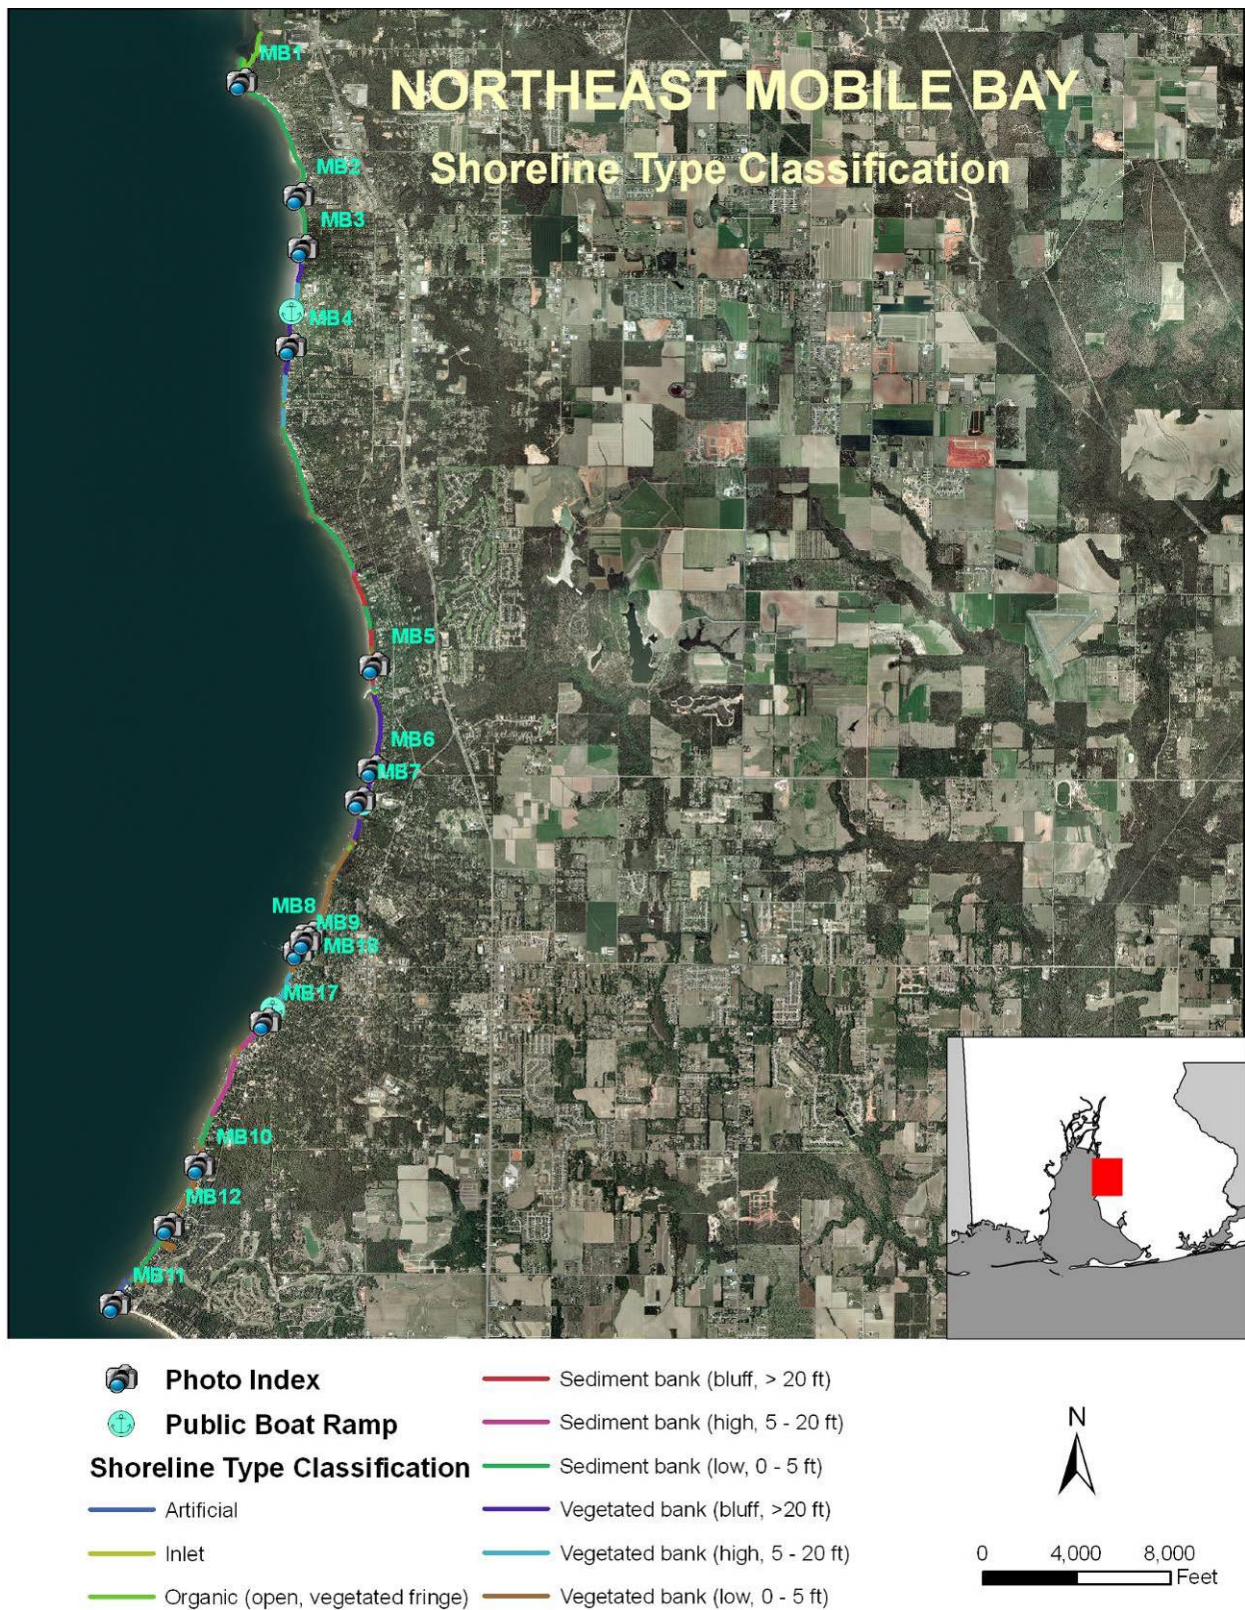 MB1
NORTHEAST MOBILE BAY
Shoreline Type Classification
MB2
MB3
MB4
MB5
MB6
MB7
MB8
MB9
MB18
MB17
MB10
MB12
MB11
Photo Index
Public Boat Ramp
Shoreline Type Classification
Artificial
Inlet
Organic (open, vegetated fringe)
Sediment bank (bluff, > 20 ft)
Sediment bank (high, 5 - 20 ft)
Sediment bank (low, 0 - 5 ft)
Vegetated bank (bluff, >20 ft)
Vegetated bank (high, 5 - 20 ft)
Vegetated bank (low, 0 - 5 ft)
N
0 4,000 8,000
Feet